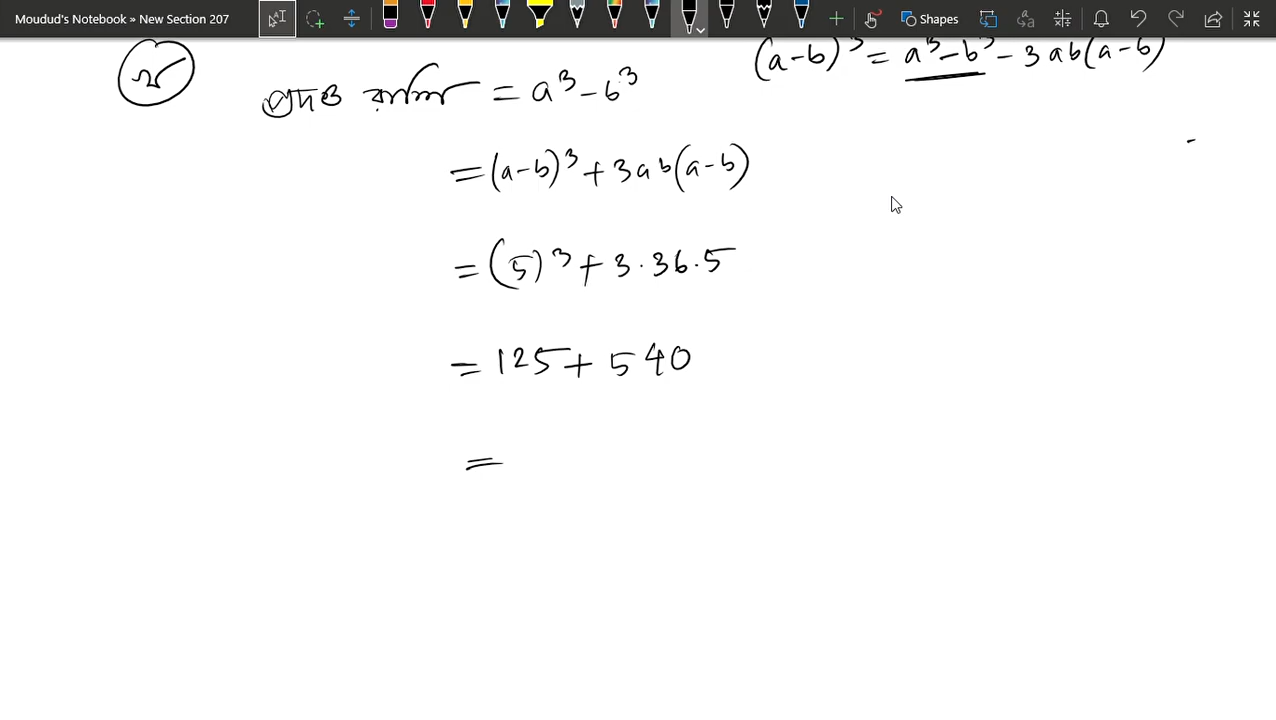 Moudud's Notebook » New Section 207
Shapes
(a-b)³ = a³-b³ - 3ab(a-b)
খ
প্রদত্ত রাশি = a³ - b³
= (a-b)³ + 3ab(a-b)
= (5)³ + 3·36·5
= 125 + 540
=